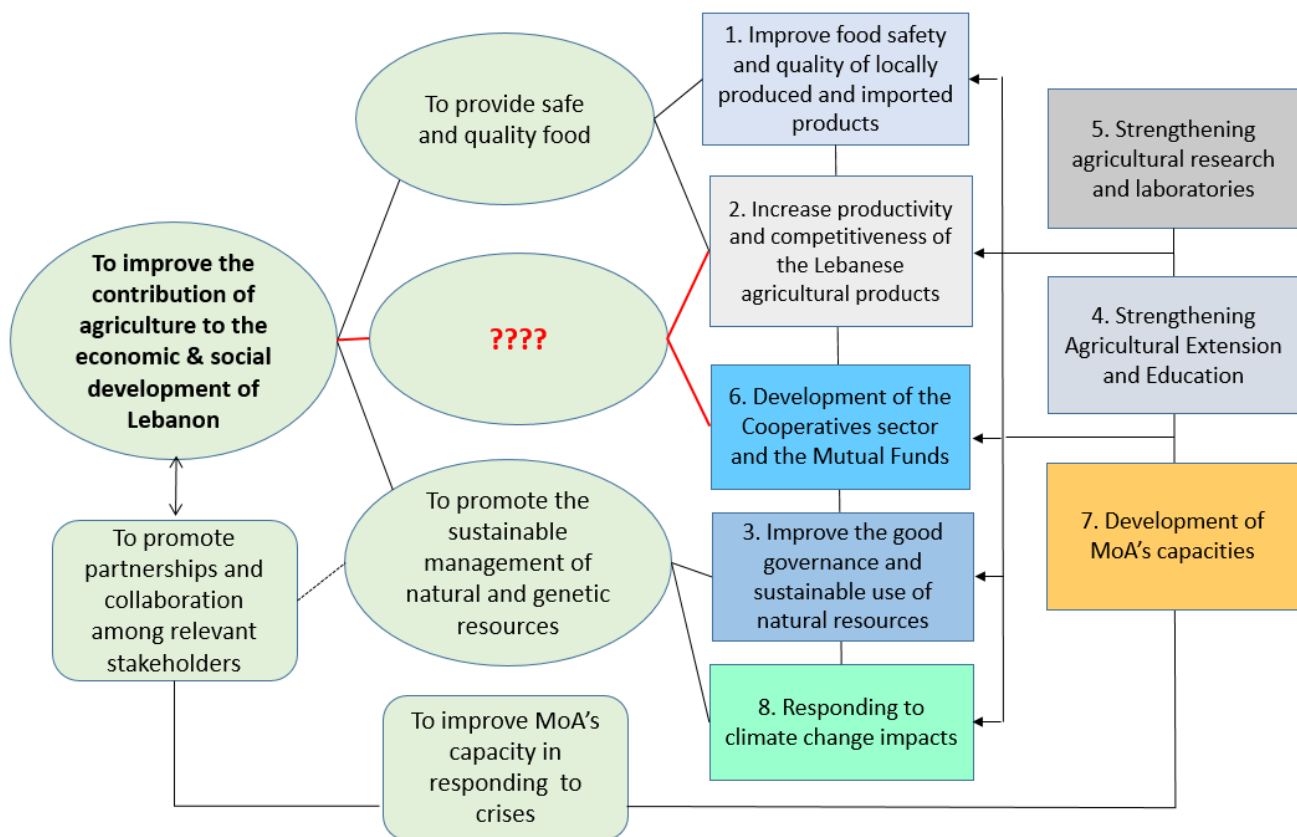 To improve the
contribution of
agriculture to the
economic & social
development of
Lebanon
To promote
partnerships and
collaboration
among relevant
stakeholders
To provide safe
and quality food
????
To promote the
sustainable
management of
natural and genetic
resources
To improve MoA's
capacity in
responding to
crises
1. Improve food safety
and quality of locally
produced and imported
products
2. Increase productivity
and competitiveness of
the Lebanese
agricultural products
6. Development of the
Cooperatives sector
and the Mutual Funds
3. Improve the good
governance and
sustainable use of
natural resources
8. Responding to
climate change impacts
5. Strengthening
agricultural research
and laboratories
4. Strengthening
Agricultural Extension
and Education
7. Development of
MoA's capacities